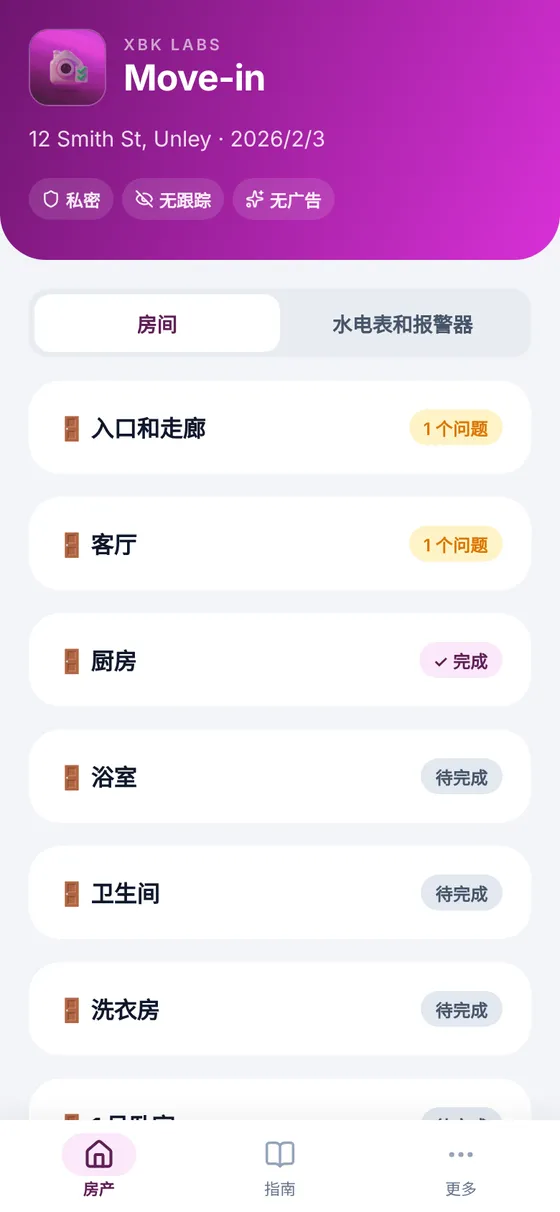 XBK LABS
Move-in
12 Smith St, Unley · 2026/2/3
私密 无跟踪 无广告
房间 水电表和报警器
入口和走廊 1 个问题
客厅 1 个问题
厨房 ✓ 完成
浴室 待完成
卫生间 待完成
洗衣房 待完成
房产 指南 更多